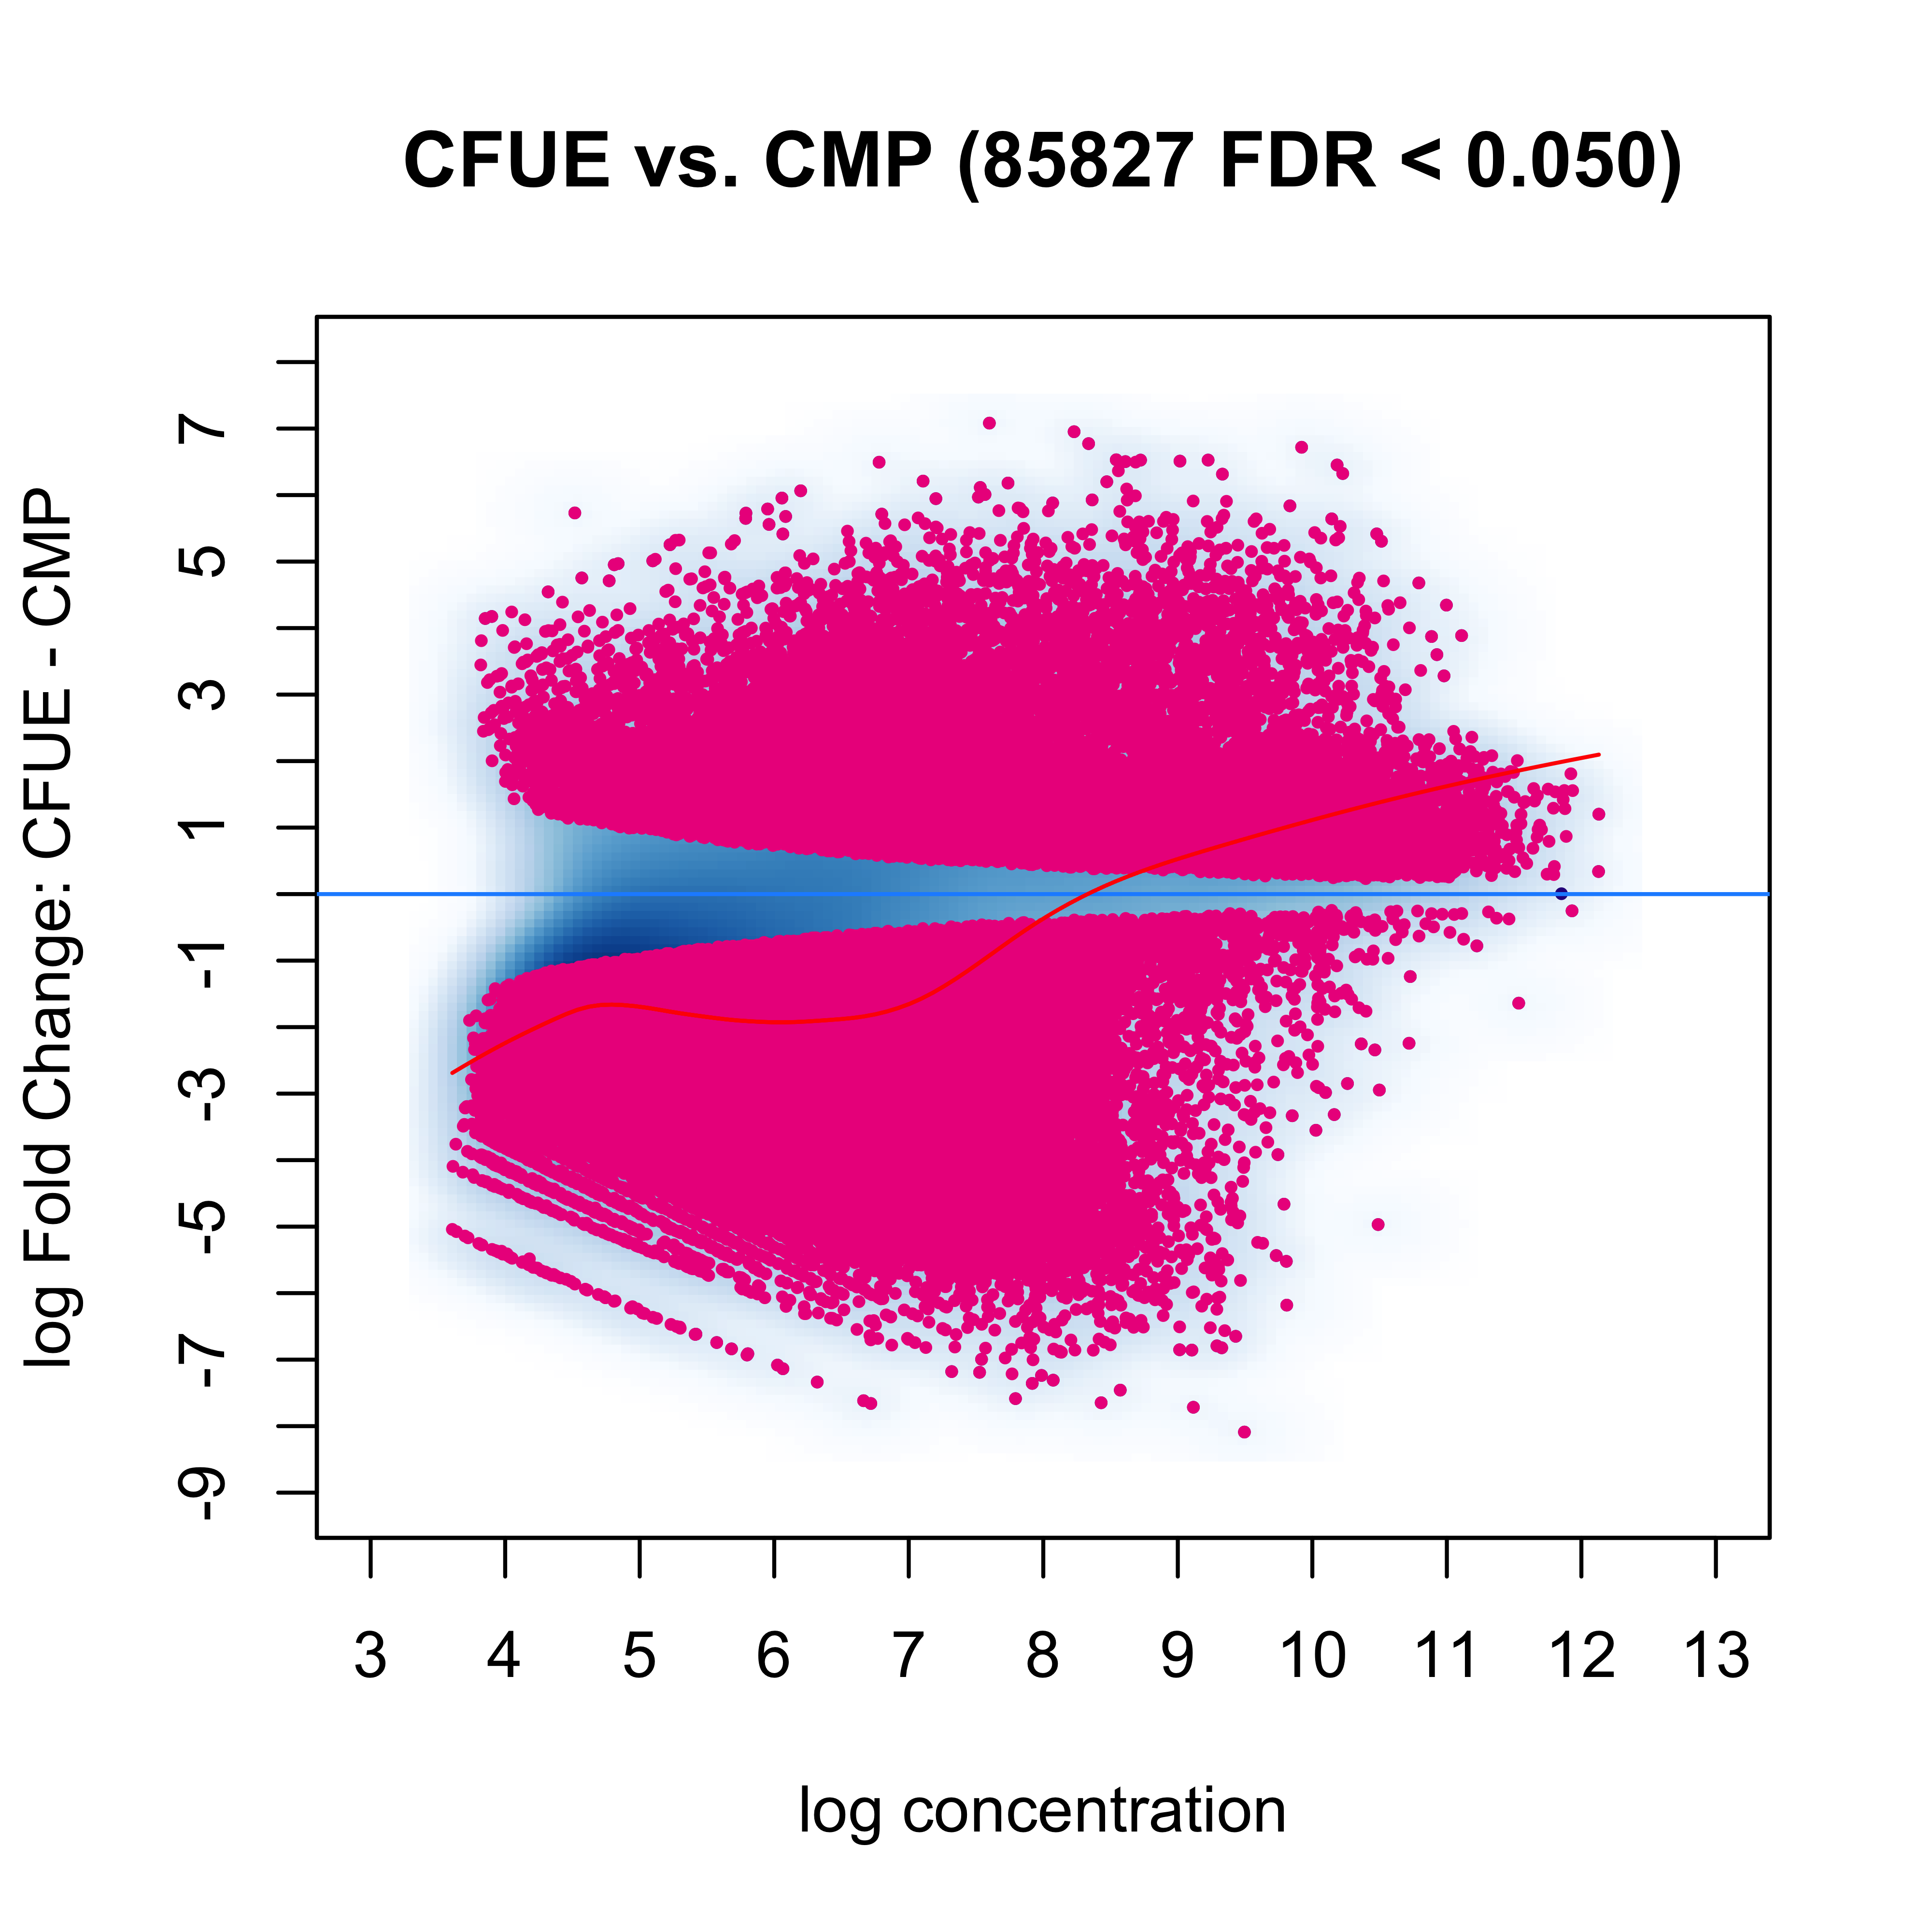 CFUE vs. CMP (85827 FDR < 0.050)
log Fold Change: CFUE - CMP
7
5
3
1
-1
-3
-5
-7
-9
3 4 5 6 7 8 9 10 11 12 13
log concentration